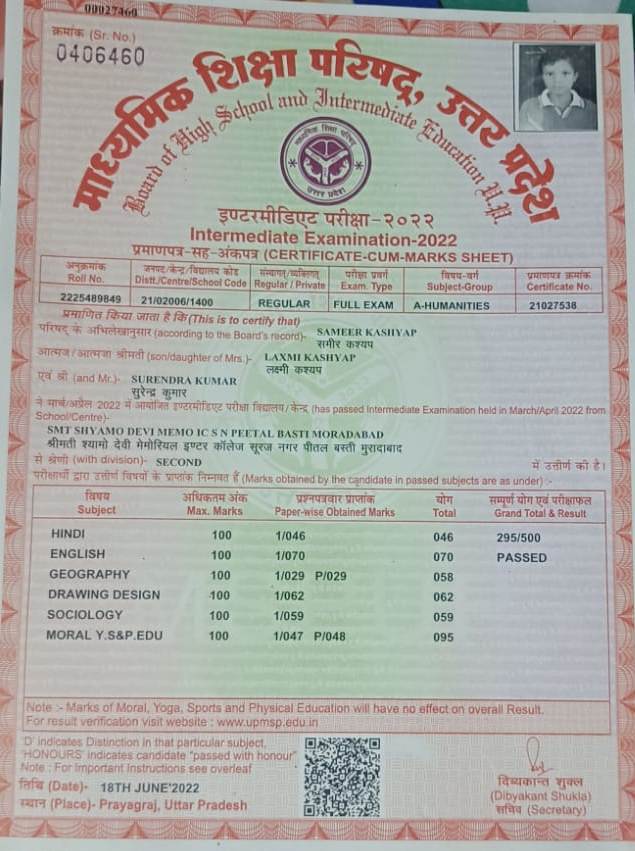 00027460
क्रमांक (Sr. No.)
0406460
माध्यमिक शिक्षा परिषद्, उत्तर प्रदेश
Board of High School and Intermediate Education U.P.
माध्यमिक शिक्षा परिषद्
उत्तर प्रदेश
इण्टरमीडिएट परीक्षा-२०२२
Intermediate Examination-2022
प्रमाणपत्र-सह-अंकपत्र (CERTIFICATE-CUM-MARKS SHEET)
अनुक्रमांक जनपद/केन्द्र/विद्यालय कोड संस्थागत/व्यक्तिगत परीक्षा प्रवर्ग विषय-वर्ग प्रमाणपत्र क्रमांक
Roll No. Distt./Centre/School Code Regular / Private Exam. Type Subject-Group Certificate No.
2225489849 21/02006/1400 REGULAR FULL EXAM A-HUMANITIES 21027538
प्रमाणित किया जाता है कि(This is to certify that)
परिषद के अभिलेखानुसार (according to the Board's record)- SAMEER KASHYAP
समीर कश्यप
आत्मज/आत्मजा श्रीमती (son/daughter of Mrs.)- LAXMI KASHYAP
लक्ष्मी कश्यप
एवं श्री (and Mr.)- SURENDRA KUMAR
सुरेन्द्र कुमार
ने मार्च/अप्रैल 2022 में आयोजित इण्टरमीडिएट परीक्षा विद्यालय/केन्द्र (has passed Intermediate Examination held in March/April 2022 from
School/Centre)-
SMT SHYAMO DEVI MEMO IC S N PEETAL BASTI MORADABAD
श्रीमती श्यामो देवी मेमोरियल इण्टर कॉलेज सूरज नगर पीतल बस्ती मुरादाबाद
से श्रेणी (with division)- SECOND में उत्तीर्ण की है।
परीक्षार्थी द्वारा उत्तीर्ण विषयों के प्राप्तांक निम्नवत हैं (Marks obtained by the candidate in passed subjects are as under) :-
विषय अधिकतम अंक प्रश्नपत्रवार प्राप्तांक योग सम्पूर्ण योग एवं परीक्षाफल
Subject Max. Marks Paper-wise Obtained Marks Total Grand Total & Result
HINDI 100 1/046 046 295/500
ENGLISH 100 1/070 070 PASSED
GEOGRAPHY 100 1/029 P/029 058
DRAWING DESIGN 100 1/062 062
SOCIOLOGY 100 1/059 059
MORAL Y.S&P.EDU 100 1/047 P/048 095
Note :- Marks of Moral, Yoga, Sports and Physical Education will have no effect on overall Result.
For result verification visit website : www.upmsp.edu.in
'D' indicates Distinction in that particular subject.
'HONOURS' indicates candidate "passed with honour"
Note : For Important Instructions see overleaf
तिथि (Date)- 18TH JUNE'2022
स्थान (Place)- Prayagraj, Uttar Pradesh
दिव्यकान्त शुक्ल
(Dibyakant Shukla)
सचिव (Secretary)